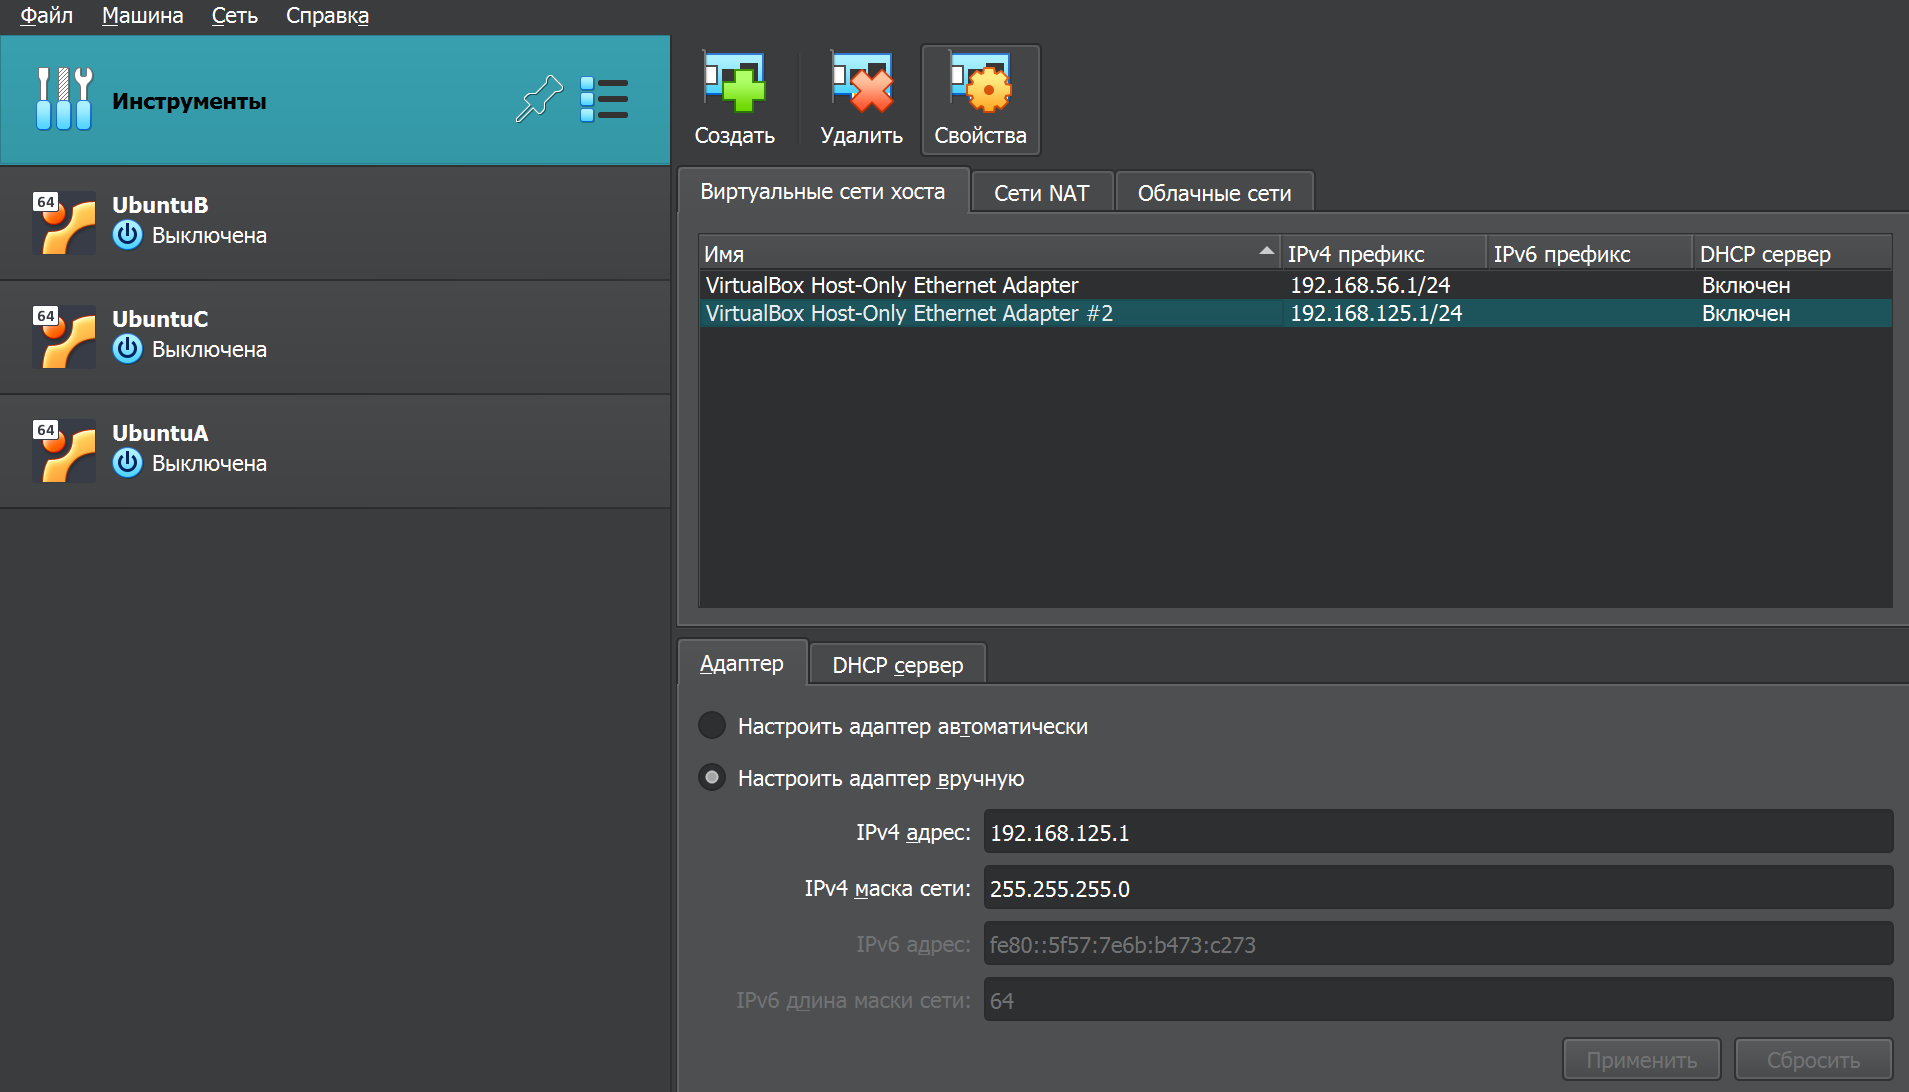 Файл Машина Сеть Справка
Инструменты
64 UbuntuB
Выключена
64 UbuntuC
Выключена
64 UbuntuA
Выключена
Создать Удалить Свойства
Виртуальные сети хоста Сети NAT Облачные сети
Имя IPv4 префикс IPv6 префикс DHCP сервер
VirtualBox Host-Only Ethernet Adapter 192.168.56.1/24 Включен
VirtualBox Host-Only Ethernet Adapter #2 192.168.125.1/24 Включен
Адаптер DHCP сервер
Настроить адаптер автоматически
Настроить адаптер вручную
IPv4 адрес: 192.168.125.1
IPv4 маска сети: 255.255.255.0
IPv6 адрес: fe80::5f57:7e6b:b473:c273
IPv6 длина маски сети: 64
Применить Сбросить